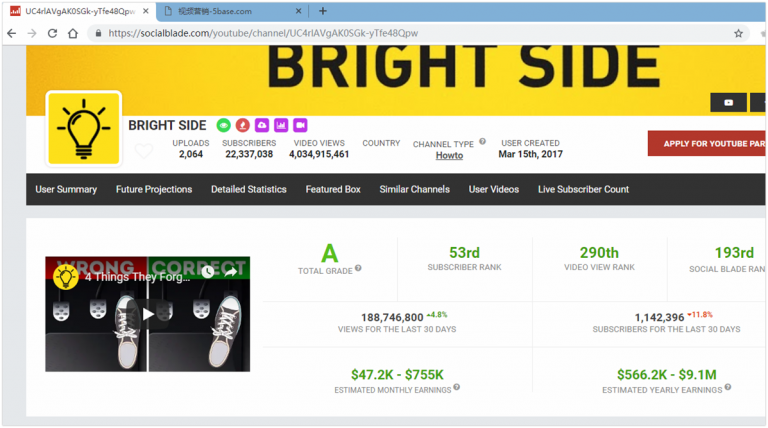 UC4rlAVgAK0SGk-yTfe48Qpw
视频营销-5base.com
https://socialblade.com/youtube/channel/UC4rlAVgAK0SGk-yTfe48Qpw
BRIGHT SIDE
BRIGHT SIDE
UPLOADS
2,064
SUBSCRIBERS
22,337,038
VIDEO VIEWS
4,034,915,461
COUNTRY
CHANNEL TYPE
Howto
USER CREATED
Mar 15th, 2017
APPLY FOR YOUTUBE PAR
User Summary
Future Projections
Detailed Statistics
Featured Box
Similar Channels
User Videos
Live Subscriber Count
WRONG CORRECT
4 Things They Forg...
A
TOTAL GRADE
53rd
SUBSCRIBER RANK
290th
VIDEO VIEW RANK
193rd
SOCIAL BLADE RAN
188,746,800 +4.8%
VIEWS FOR THE LAST 30 DAYS
1,142,396 -11.8%
SUBSCRIBERS FOR THE LAST 30 DAYS
$47.2K - $755K
ESTIMATED MONTHLY EARNINGS
$566.2K - $9.1M
ESTIMATED YEARLY EARNINGS